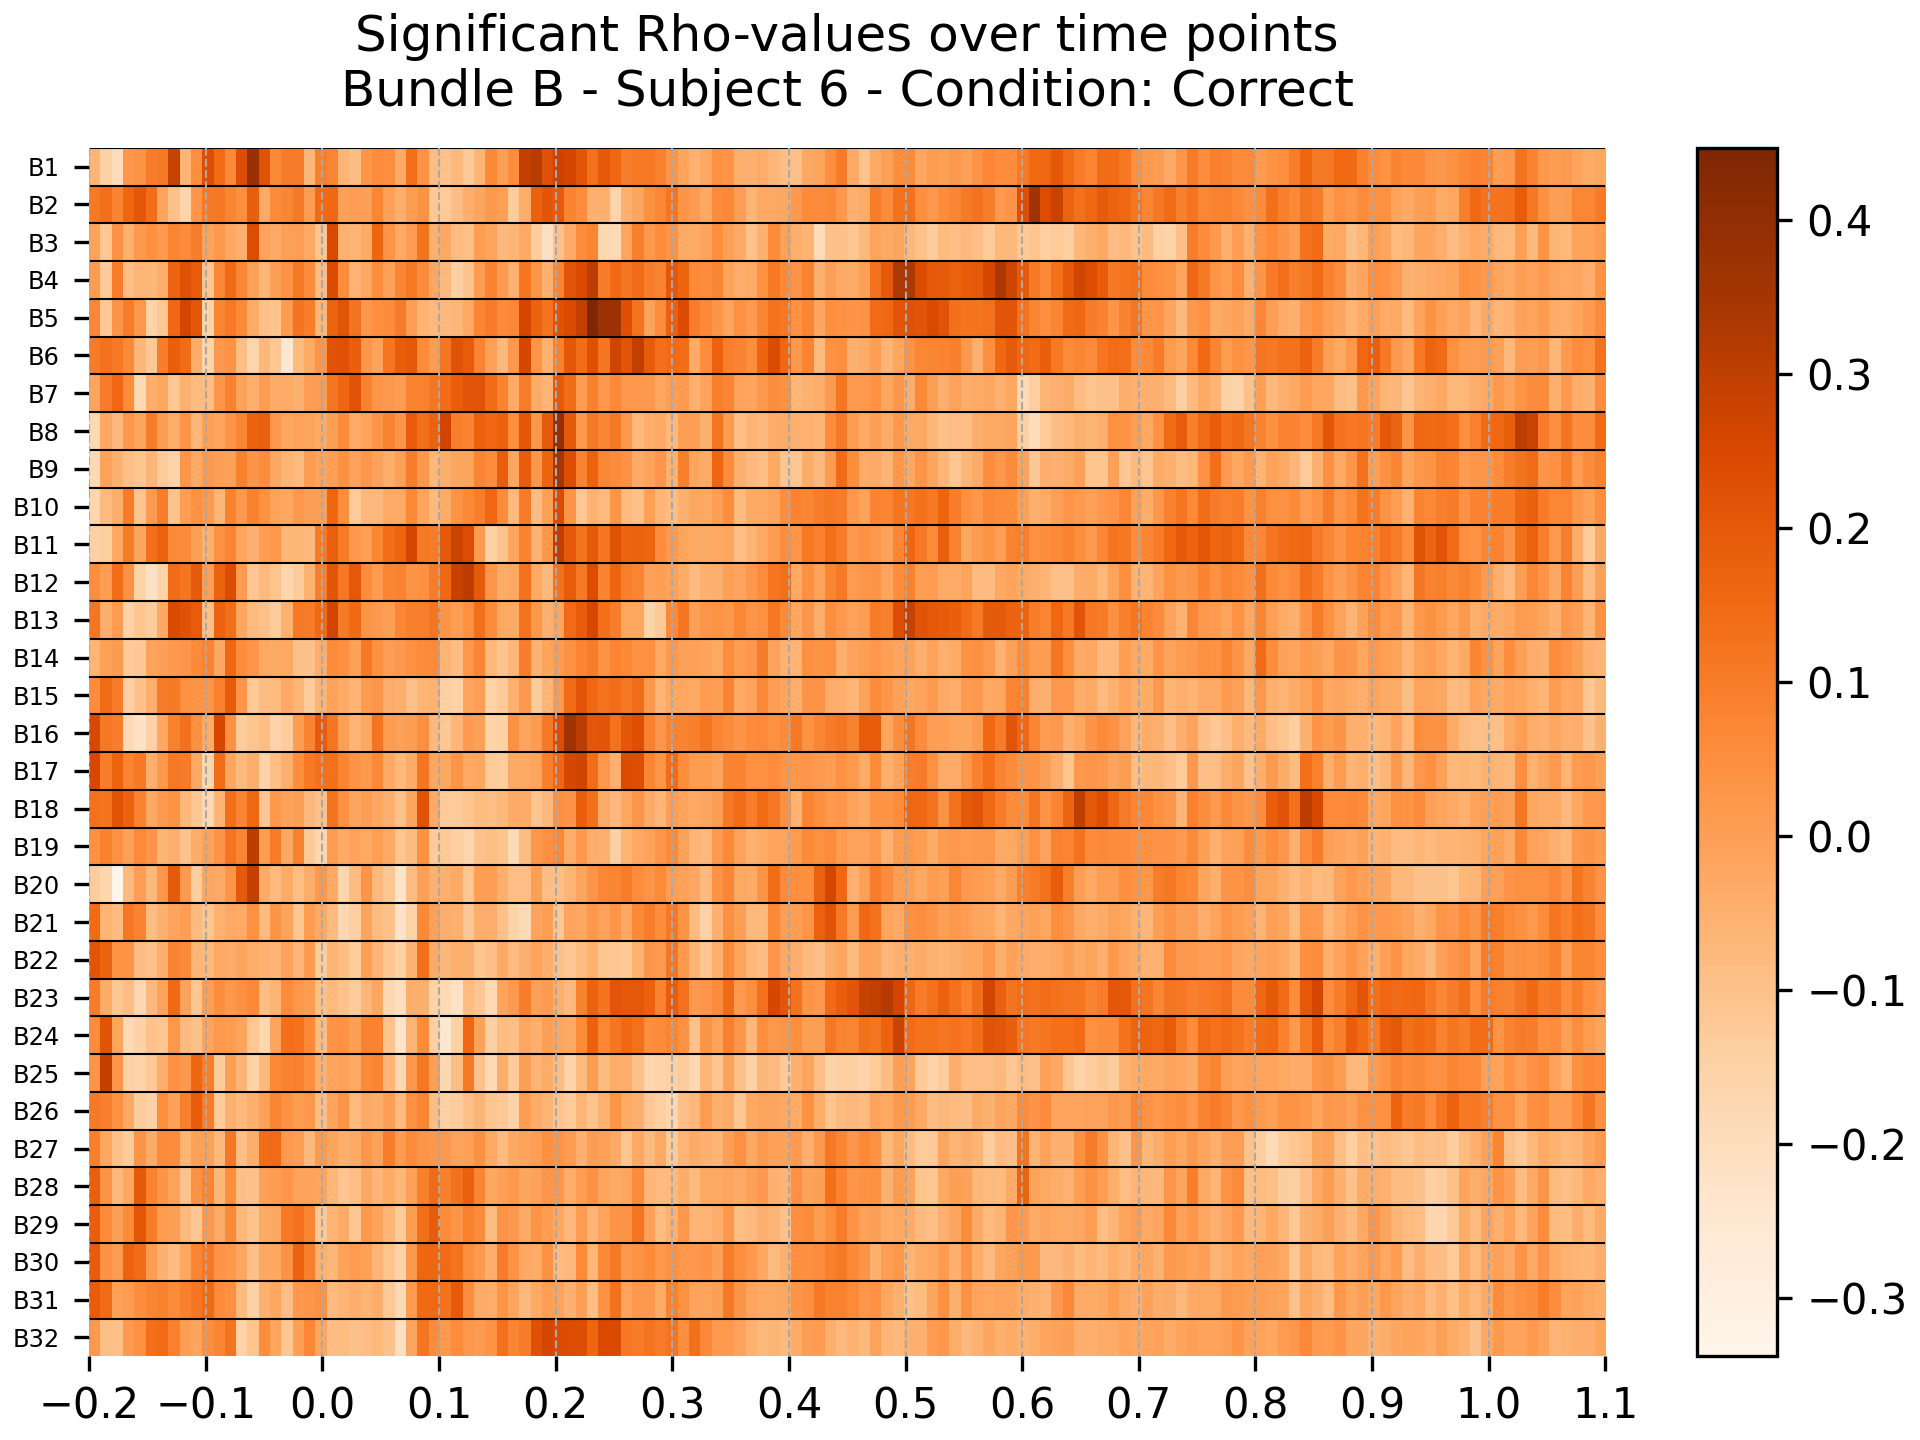 Significant Rho-values over time points
Bundle B - Subject 6 - Condition: Correct
B1
B2
B3
B4
B5
B6
B7
B8
B9
B10
B11
B12
B13
B14
B15
B16
B17
B18
B19
B20
B21
B22
B23
B24
B25
B26
B27
B28
B29
B30
B31
B32
−0.2 −0.1 0.0 0.1 0.2 0.3 0.4 0.5 0.6 0.7 0.8 0.9 1.0 1.1
0.4
0.3
0.2
0.1
0.0
−0.1
−0.2
−0.3